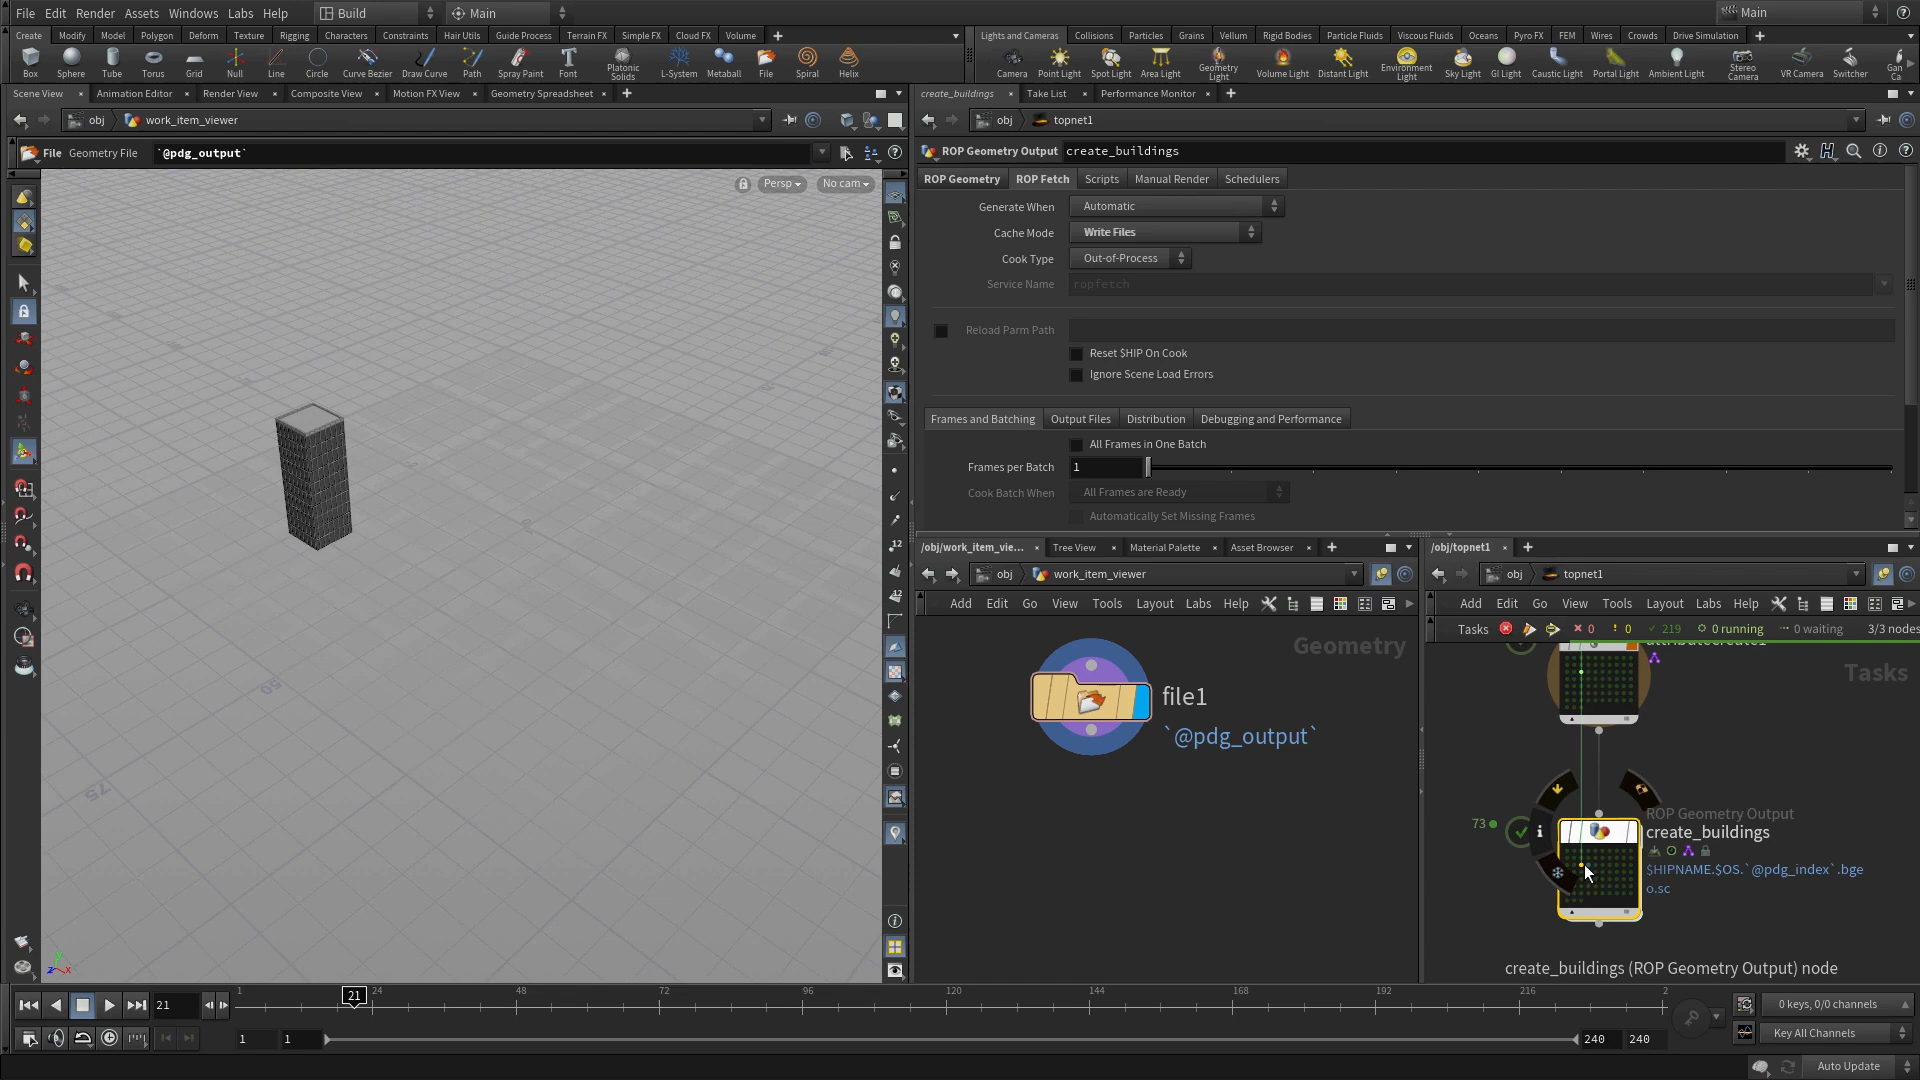 File Edit Render Assets Windows Labs Help Build Main Main
Create Modify Model Polygon Deform Texture Rigging Characters Constraints Hair Utils Guide Process Terrain FX Simple FX Cloud FX Volume
Lights and Cameras Collisions Particles Grains Vellum Rigid Bodies Particle Fluids Viscous Fluids Oceans Pyro FX FEM Wires Crowds Drive Simulation
Box Sphere Tube Torus Grid Null Line Circle Curve Bezier Draw Curve Path Spray Paint Font Platonic Solids L-System Metaball File Spiral Helix
Camera Point Light Spot Light Area Light Geometry Light Volume Light Distant Light Environment Light Sky Light GI Light Caustic Light Portal Light Ambient Light Stereo Camera VR Camera Switcher Gan Ca
Scene View Animation Editor Render View Composite View Motion FX View Geometry Spreadsheet
create_buildings Take List Performance Monitor
obj work_item_viewer
obj topnet1
File Geometry File `@pdg_output`
ROP Geometry Output create_buildings
Persp No cam
ROP Geometry ROP Fetch Scripts Manual Render Schedulers
Generate When Automatic
Cache Mode Write Files
Cook Type Out-of-Process
Service Name ropfetch
Reload Parm Path
Reset $HIP On Cook
Ignore Scene Load Errors
Frames and Batching Output Files Distribution Debugging and Performance
All Frames in One Batch
Frames per Batch 1
Cook Batch When All Frames are Ready
Automatically Set Missing Frames
/obj/work_item_vie... Tree View Material Palette Asset Browser
obj work_item_viewer
Add Edit Go View Tools Layout Labs Help
Geometry
file1
`@pdg_output`
/obj/topnet1
obj topnet1
Add Edit Go View Tools Layout Labs Help
Tasks 0 0 219 0 running 0 waiting 3/3 nodes
Tasks
73
ROP Geometry Output
create_buildings
$HIPNAME.$OS.`@pdg_index`.bge
o.sc
create_buildings (ROP Geometry Output) node
50
75
12
12
z x
21 1 21 24 48 72 96 120 144 168 192 216 2
0 keys, 0/0 channels
1 1 240 240
Key All Channels
Auto Update